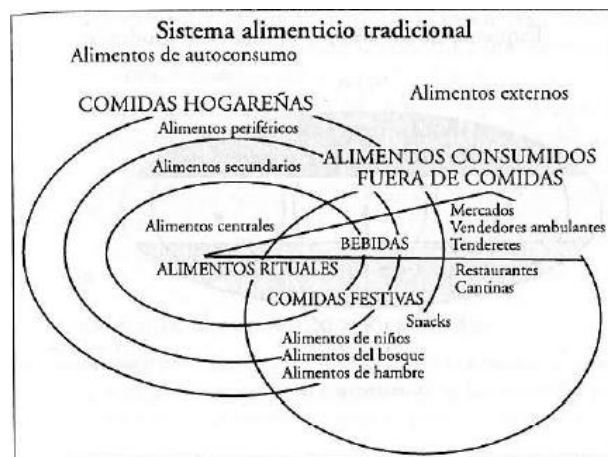 Sistema alimenticio tradicional
Alimentos de autoconsumo
Alimentos externos
COMIDAS HOGAREÑAS
Alimentos periféricos
ALIMENTOS CONSUMIDOS
FUERA DE COMIDAS
Alimentos secundarios
Mercados
Vendedores ambulantes
Tenderetes
Alimentos centrales
BEBIDAS
ALIMENTOS RITUALES
Restaurantes
Cantinas
COMIDAS FESTIVAS
Snacks
Alimentos de niños
Alimentos del bosque
Alimentos de hambre